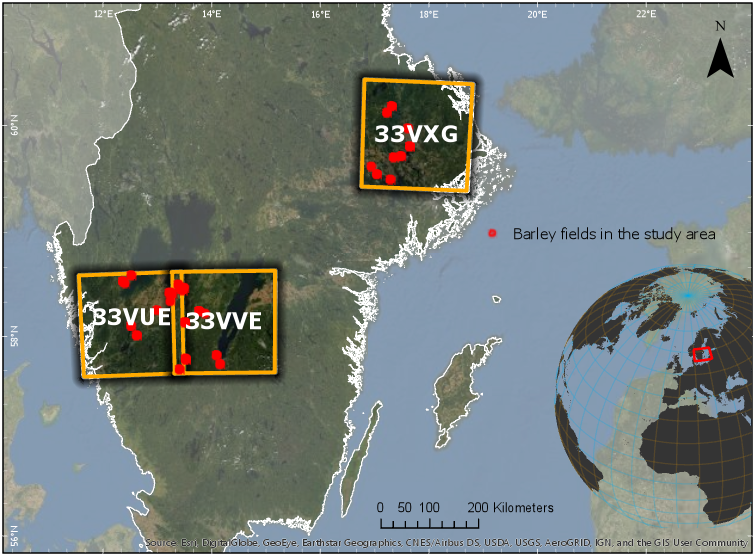 12°E 14°E 16°E 18°E 20°E 22°E
N
60°N
33VXG
Barley fields in the study area
33VUE 33VVE
58°N
0 50 100 200 Kilometers
56°N
Source: Esri, DigitalGlobe, GeoEye, Earthstar Geographics, CNES/Airbus DS, USDA, USGS, AeroGRID, IGN, and the GIS User Community